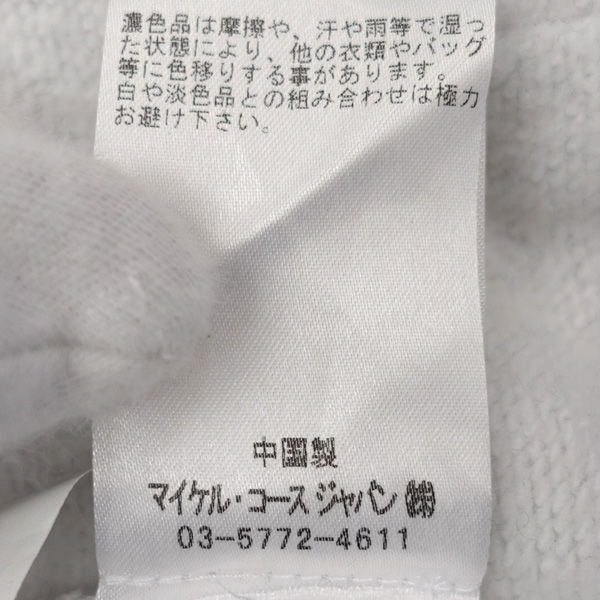 濃色品は摩擦や、汗や雨等で湿っ
た状態により、他の衣類やバッグ
等に色移りする事があります。
白や淡色品との組み合わせは極力
お避け下さい。
中国製
マイケル・コース ジャパン ㈱
03-5772-4611